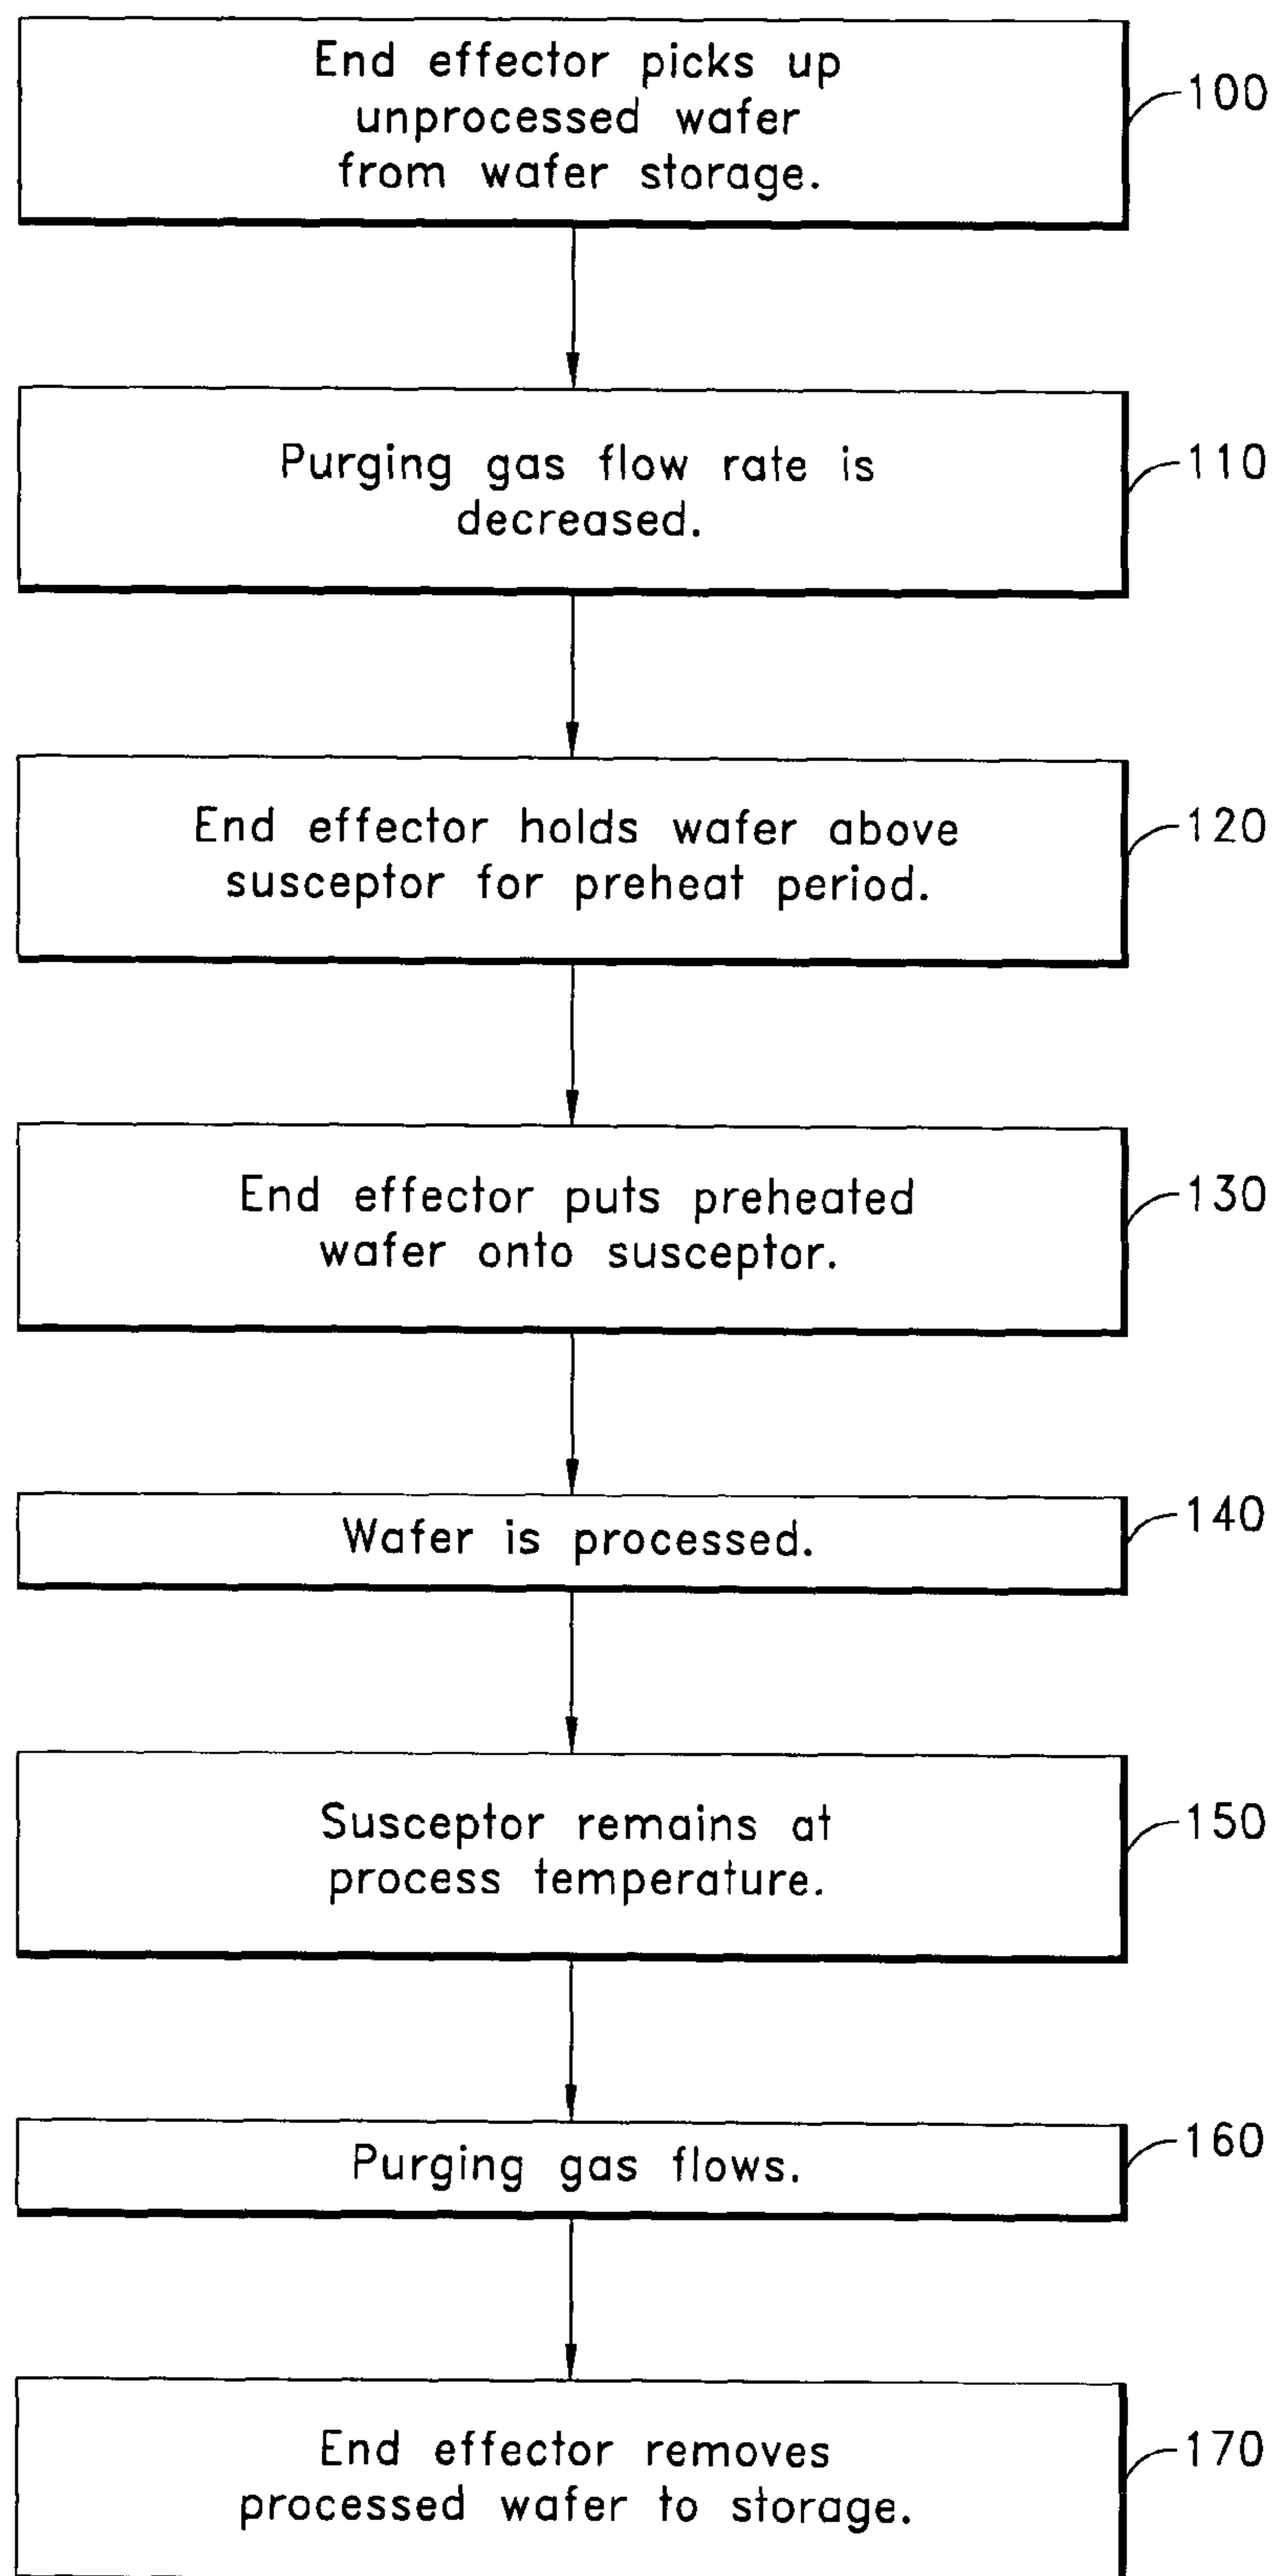 End effector picks up
unprocessed wafer
from wafer storage.
100
Purging gas flow rate is
decreased.
110
End effector holds wafer above
susceptor for preheat period.
120
End effector puts preheated
wafer onto susceptor.
130
Wafer is processed.
140
Susceptor remains at
process temperature.
150
Purging gas flows.
160
End effector removes
processed wafer to storage.
170